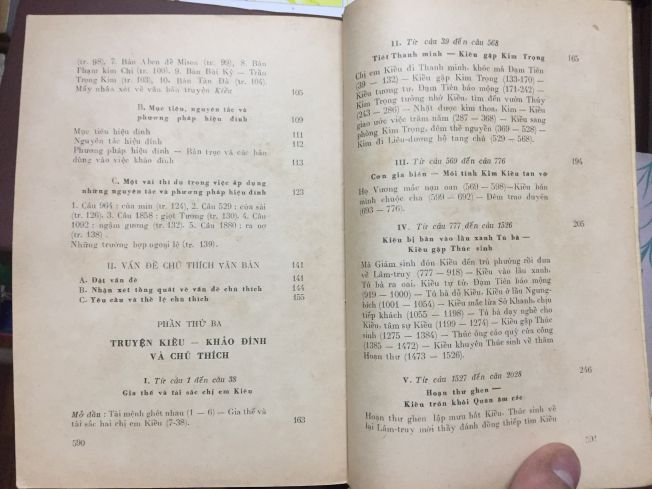 (tr. 98), 7. Bản Aben đề Misen (tr. 99), 8. Bản
Phạm kim Chi (tr. 100), 9. Bản Bùi Kỷ — Trần
Trọng Kim (tr. 103), 10. Bản Tản Đà (tr. 104)
Mấy nhận xét về văn bản truyện Kiều 105
B. Mục tiêu, nguyên tắc và
phương pháp hiệu đính 109
Mục tiêu hiệu đính 111
Nguyên tắc hiệu đính 112
Phương pháp hiệu đính — Bản trục và các bản
dùng vào việc khảo đính 113
C. Một vài thí dụ trong việc áp dụng
những nguyên tắc và phương pháp hiệu đính 123
1. Câu 964 : của mìn (tr. 124), 2. Câu 529 : cửa sài
(tr. 126), 3. Câu 1858 : giọt Tương (tr. 130), 4. Câu
1092 : ngậm gương (tr. 132), 5. Câu 1880 : ra nơ
(tr. 138) .
Những trường hợp ngoại lệ (tr. 139).
II. VẤN ĐỀ CHÚ THÍCH VĂN BẢN 141
A. Đặt vấn đề 141
B. Nhận xét tổng quát về vấn đề chú thích 144
C. Yêu cầu và thể lệ chú thích 155
PHẦN THỨ BA
TRUYỆN KIỀU — KHẢO ĐÍNH
VÀ CHÚ THÍCH
I. Từ câu 1 đến câu 38
Gia thế và tài sắc chị em Kiều
Mở đầu : Tài mệnh ghét nhau (1 — 6) — Gia thế và
tài sắc hai chị em Kiều (7-38). 163
590
II. Từ câu 39 đến câu 568
Tiết Thanh minh — Kiều gặp Kim Trọng 165
Chị em Kiều đi Thanh minh, khóc mả Đạm Tiên
(39 — 132) — Kiều gặp Kim Trọng (133-170) —
Kiều tương tư, Đạm Tiên báo mộng (171-242) —
Kim Trọng tưởng nhớ Kiều, tìm đến vườn Thúy
(243 — 286) — Nhặt được kim thoa, Kim — Kiều
giao ước việc trăm năm (287 — 368) — Kiều sang
phòng Kim Trọng, đêm thề nguyền (369 — 528) —
Kim đi Liêu-dương hộ tang chú (529 — 568).
III. Từ câu 569 đến câu 776 194
Cơn gia biến — Mối tình Kim Kiều tan vỡ
Họ Vương mắc nạn oan (569 — 598)—Kiều bán
mình chuộc cha (599 — 692) — Đêm trao duyên
(693 — 776).
IV. Từ câu 777 đến câu 1526 205
Kiều bị bán vào lầu xanh Tú bà —
Kiều gặp Thúc sinh
Mã Giám sinh đón Kiều đến trú phường rồi đưa
về Lâm-truy (777 — 918) — Kiều vào lầu xanh,
Tú bà ra oai, Kiều tự tử, Đạm Tiên báo mộng
(919 — 1000) — Tú bà dỗ Kiều, Kiều ở lầu Ngưng-
bích (1001 — 1054) — Kiều mắc lừa Sở Khanh, chịu
tiếp khách (1055 — 1198) — Tú bà dạy nghề cho
Kiều, tâm sự Kiều (1199 — 1274) — Kiều gặp Thúc
sinh (1275 — 1384) — Thúc ông cáo quỷ cửa công
(1385 — 1472) — Kiều khuyên Thúc sinh về thăm
Hoạn thư (1473 — 1526).
V. Từ câu 1527 đến câu 2028 246
Hoạn thư ghen —
Kiều trốn khỏi Quan âm các
Hoạn thư ghen lập mưu bắt Kiều. Thúc sinh về
lại Lâm-truy mới thấy đánh đồng thiếp tìm Kiều